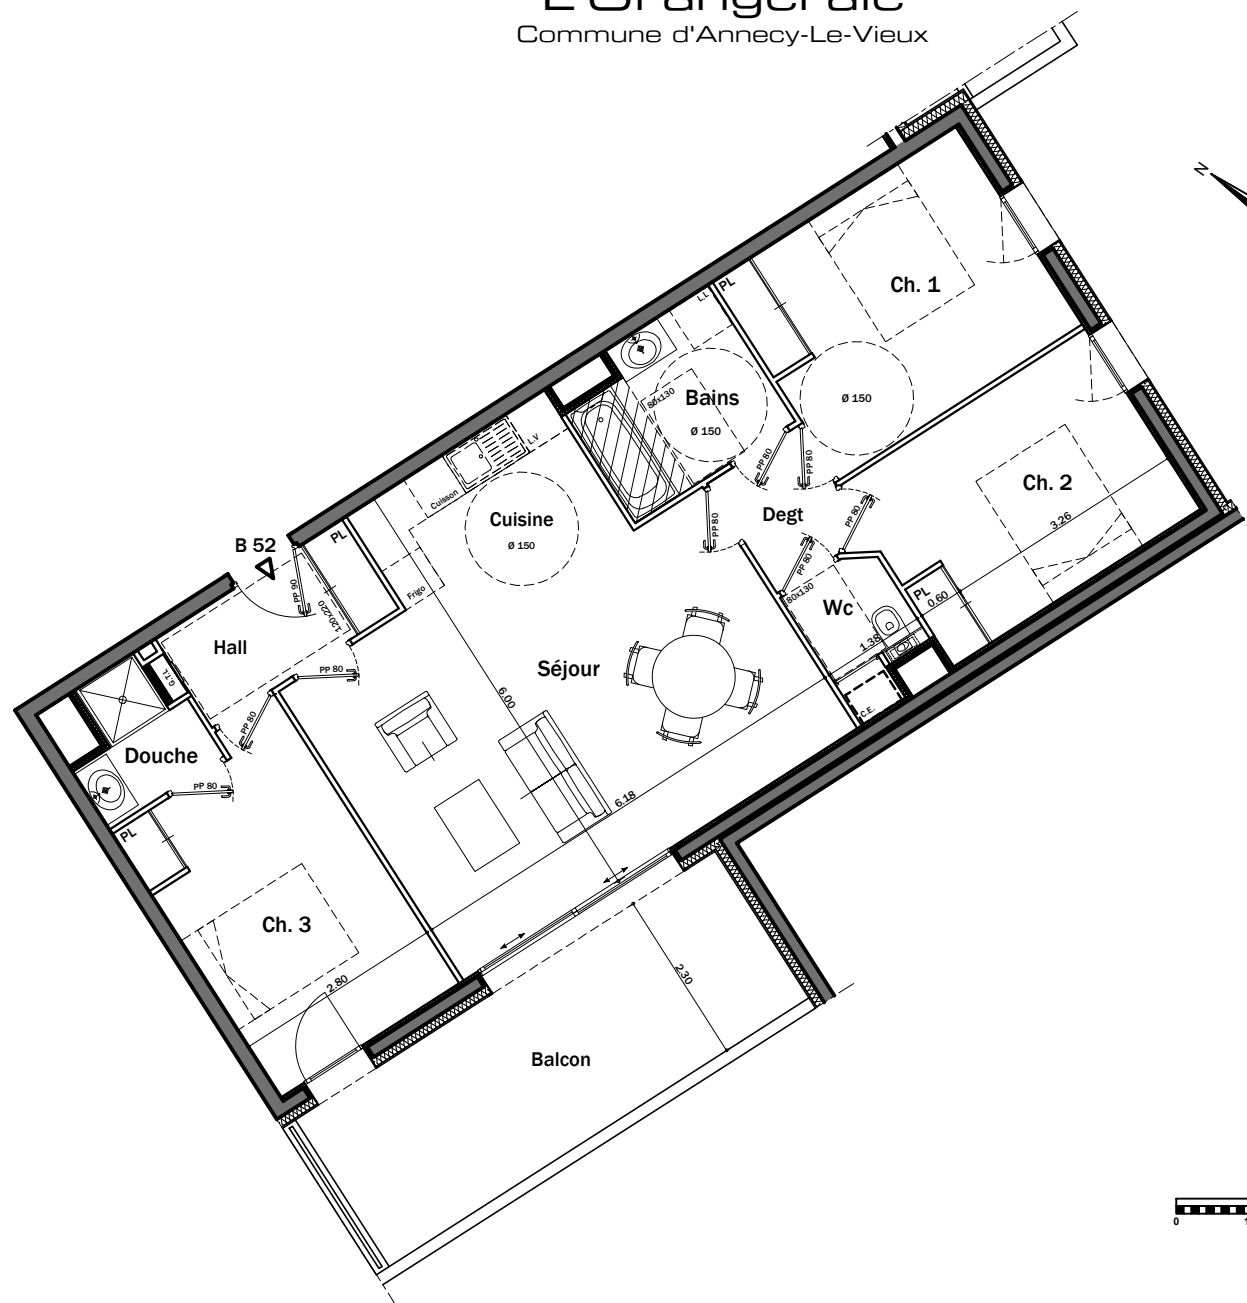 L'Orangeraie
Commune d'Annecy-Le-Vieux
N
Ch. 1
PL
L.L
Bains
80x130
Ø 150
Ø 150
PP 80
PP 80
Ch. 2
3.26
L.V
Cuisson
Cuisine
Ø 150
Degt
PP 80
PP 80
PP 80
80x130
Wc
PL
0.60
1.38
C.E.
B 52
PL
PP 90
120x220
Frigo
Hall
G.T.L
PP 80
PP 80
Séjour
6.00
6.18
Douche
PP 80
PL
Ch. 3
2.80
2.30
Balcon
0
1